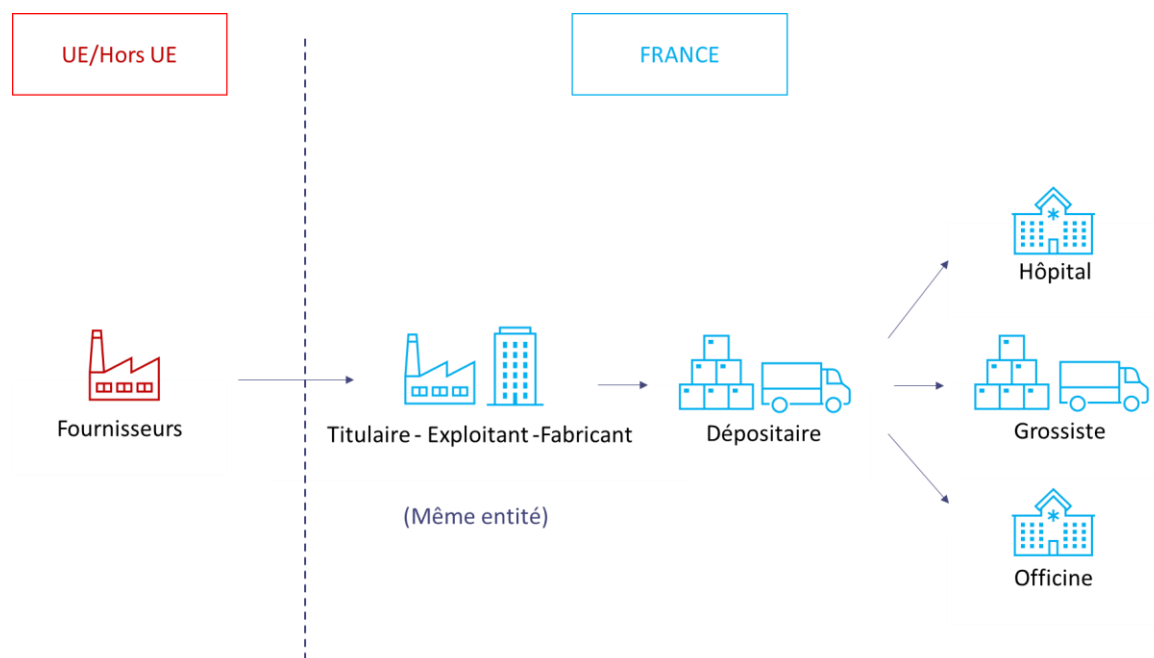 UE/Hors UE
FRANCE
Hôpital
Fournisseurs
Titulaire - Exploitant -Fabricant
Dépositaire
Grossiste
(Même entité)
Officine